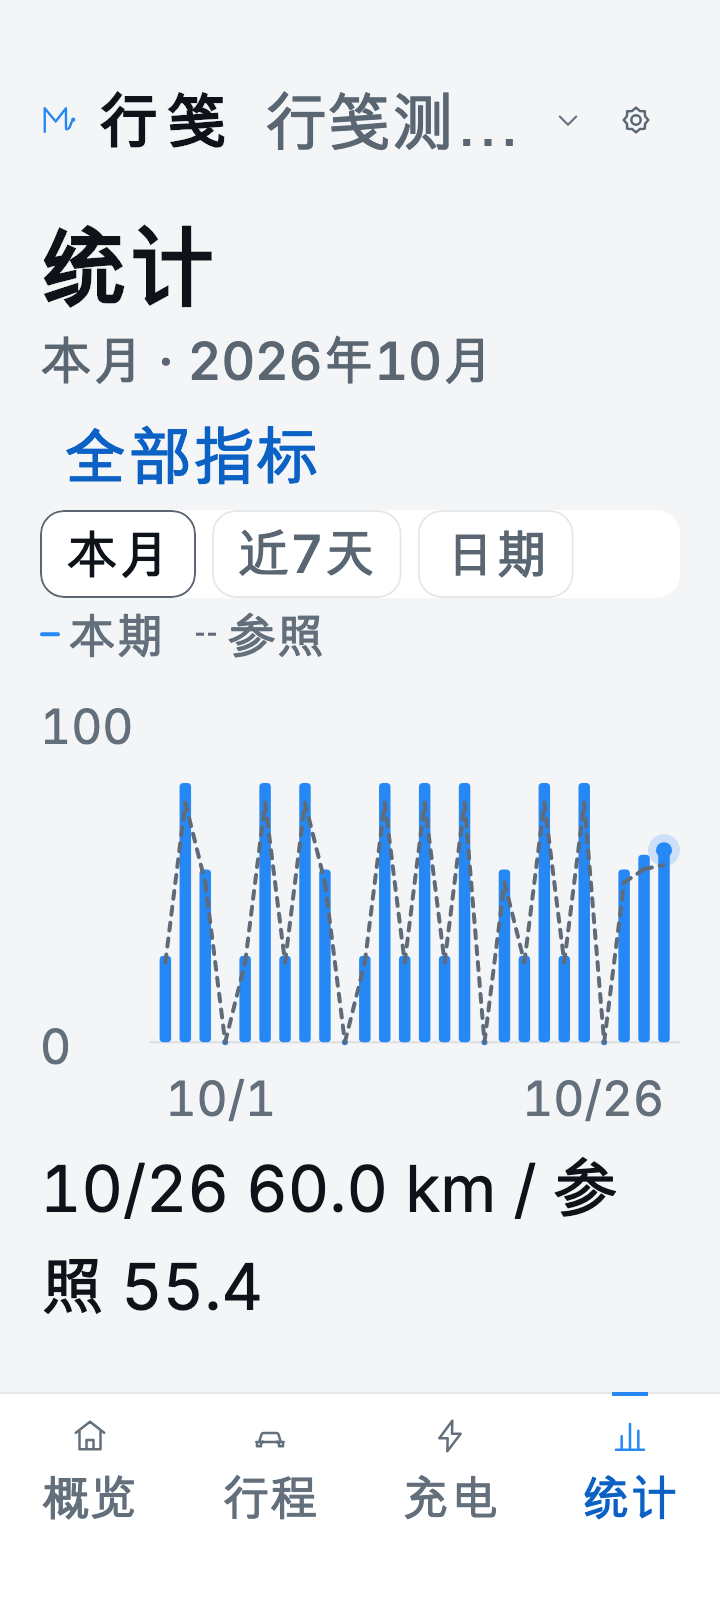 行笺 行笺测...
统计
本月 · 2026年10月
全部指标
本月 近7天 日期
本期 -- 参照
100
0
10/1 10/26
10/26 60.0 km / 参
照 55.4
概览 行程 充电 统计